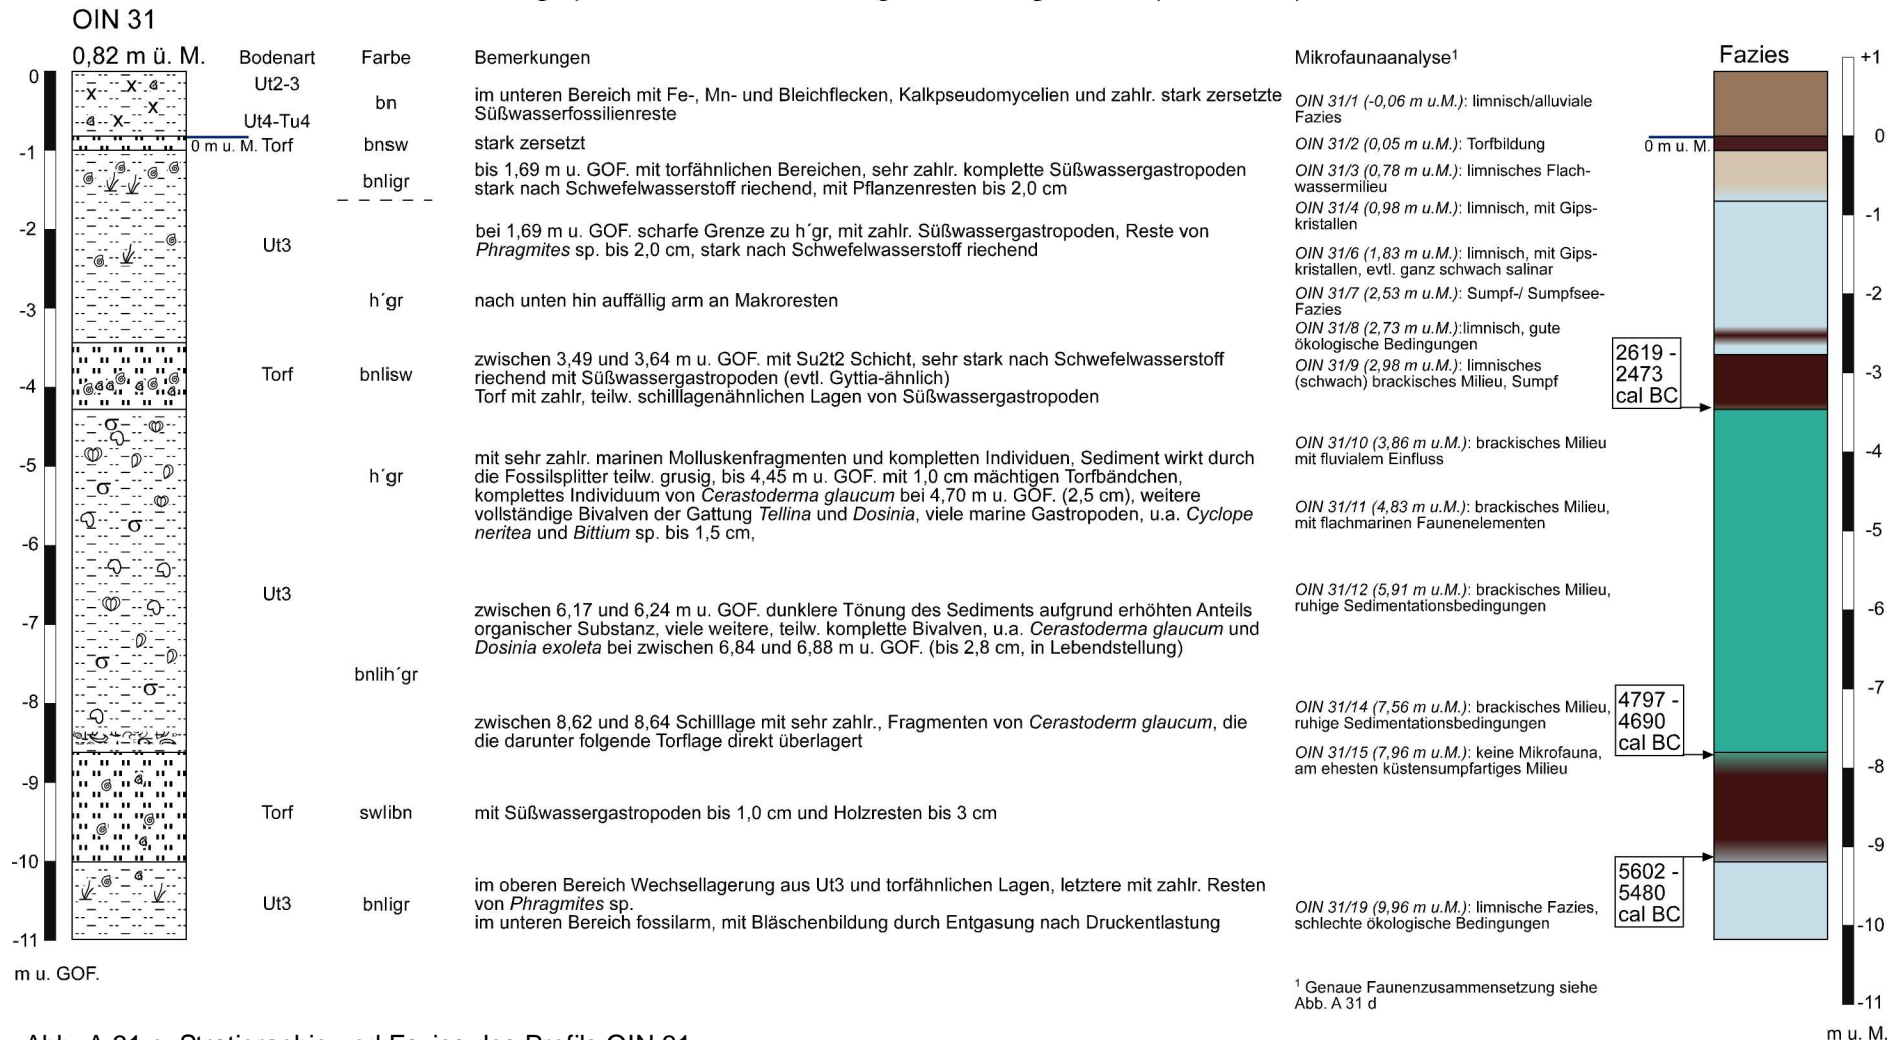 OIN 31
0,82 m ü. M.
Bodenart
Farbe
Bemerkungen
Mikrofaunaanalyse¹
Fazies
0
-1
-2
-3
-4
-5
-6
-7
-8
-9
-10
-11
m u. GOF.
0 m u. M.
Ut2-3
Ut4-Tu4
Torf
Ut3
Torf
Ut3
Torf
Ut3
bn
bnsw
bnligr
h´gr
bnlisw
h´gr
bnlih´gr
swlibn
bnligr
im unteren Bereich mit Fe-, Mn- und Bleichflecken, Kalkpseudomycelien und zahlr. stark zersetzte
Süßwasserfossilienreste
stark zersetzt
bis 1,69 m u. GOF. mit torfähnlichen Bereichen, sehr zahlr. komplette Süßwassergastropoden
stark nach Schwefelwasserstoff riechend, mit Pflanzenresten bis 2,0 cm
bei 1,69 m u. GOF. scharfe Grenze zu h´gr, mit zahlr. Süßwassergastropoden, Reste von
Phragmites sp. bis 2,0 cm, stark nach Schwefelwasserstoff riechend
nach unten hin auffällig arm an Makroresten
zwischen 3,49 und 3,64 m u. GOF. mit Su2t2 Schicht, sehr stark nach Schwefelwasserstoff
riechend mit Süßwassergastropoden (evtl. Gyttia-ähnlich)
Torf mit zahlr, teilw. schilllagenähnlichen Lagen von Süßwassergastropoden
mit sehr zahlr. marinen Molluskenfragmenten und kompletten Individuen, Sediment wirkt durch
die Fossilsplitter teilw. grusig, bis 4,45 m u. GOF. mit 1,0 cm mächtigen Torfbändchen,
komplettes Individuum von Cerastoderma glaucum bei 4,70 m u. GOF. (2,5 cm), weitere
vollständige Bivalven der Gattung Tellina und Dosinia, viele marine Gastropoden, u.a. Cyclope
neritea und Bittium sp. bis 1,5 cm,
zwischen 6,17 und 6,24 m u. GOF. dunklere Tönung des Sediments aufgrund erhöhten Anteils
organischer Substanz, viele weitere, teilw. komplette Bivalven, u.a. Cerastoderma glaucum und
Dosinia exoleta bei zwischen 6,84 und 6,88 m u. GOF. (bis 2,8 cm, in Lebendstellung)
zwischen 8,62 und 8,64 Schilllage mit sehr zahlr., Fragmenten von Cerastoderm glaucum, die
die darunter folgende Torflage direkt überlagert
mit Süßwassergastropoden bis 1,0 cm und Holzresten bis 3 cm
im oberen Bereich Wechsellagerung aus Ut3 und torfähnlichen Lagen, letztere mit zahlr. Resten
von Phragmites sp.
im unteren Bereich fossilarm, mit Bläschenbildung durch Entgasung nach Druckentlastung
OIN 31/1 (-0,06 m u.M.): limnisch/alluviale
Fazies
OIN 31/2 (0,05 m u.M.): Torfbildung
OIN 31/3 (0,78 m u.M.): limnisches Flach-
wassermilieu
OIN 31/4 (0,98 m u.M.): limnisch, mit Gips-
kristallen
OIN 31/6 (1,83 m u.M.): limnisch, mit Gips-
kristallen, evtl. ganz schwach salinar
OIN 31/7 (2,53 m u.M.): Sumpf-/ Sumpfsee-
Fazies
OIN 31/8 (2,73 m u.M.):limnisch, gute
ökologische Bedingungen
OIN 31/9 (2,98 m u.M.): limnisches
(schwach) brackisches Milieu, Sumpf
OIN 31/10 (3,86 m u.M.): brackisches Milieu
mit fluvialem Einfluss
OIN 31/11 (4,83 m u.M.): brackisches Milieu,
mit flachmarinen Faunenelementen
OIN 31/12 (5,91 m u.M.): brackisches Milieu,
ruhige Sedimentationsbedingungen
OIN 31/14 (7,56 m u.M.): brackisches Milieu,
ruhige Sedimentationsbedingungen
OIN 31/15 (7,96 m u.M.): keine Mikrofauna,
am ehesten küstensumpfartiges Milieu
OIN 31/19 (9,96 m u.M.): limnische Fazies,
schlechte ökologische Bedingungen
¹ Genaue Faunenzusammensetzung siehe
Abb. A 31 d
0 m u. M.
2619 -
2473
cal BC
4797 -
4690
cal BC
5602 -
5480
cal BC
+1
0
-1
-2
-3
-4
-5
-6
-7
-8
-9
-10
-11
m u. M.